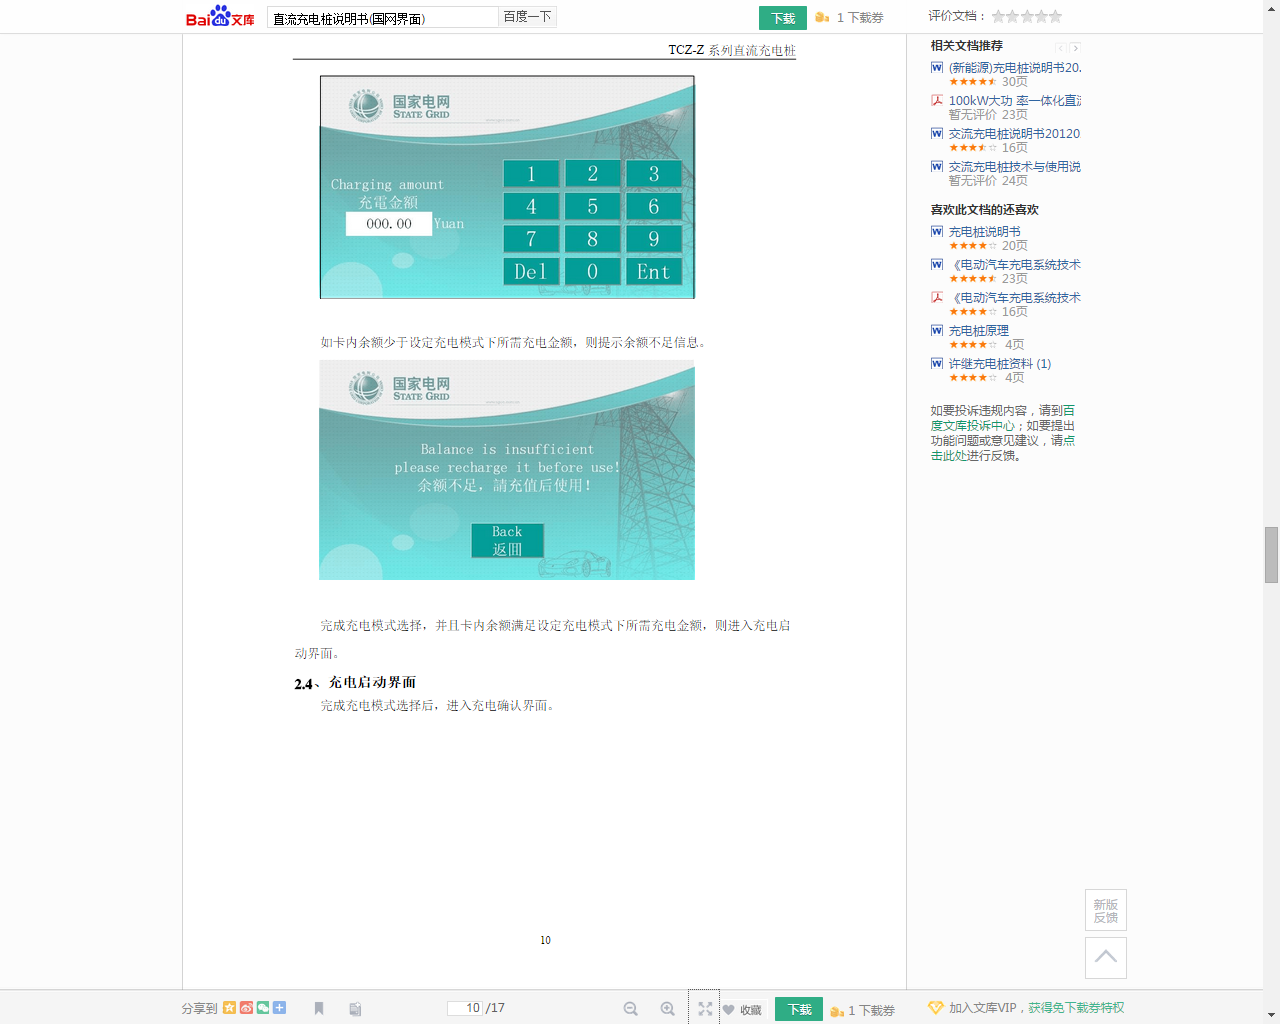 Bai du 文库
直流充电桩说明书(国网界面)
百度一下
下载
1 下载券
评价文档：
TCZ-Z 系列直流充电桩
国家电网
STATE GRID
Charging amount
充電金額
000.00 Yuan
1 2 3
4 5 6
7 8 9
Del 0 Ent
如卡内余额少于设定充电模式下所需充电金额，则提示余额不足信息。
国家电网
STATE GRID
Balance is insufficient
please recharge it before use!
余额不足，請充值后使用！
Back
返回
完成充电模式选择，并且卡内余额满足设定充电模式下所需充电金额，则进入充电启
动界面。
2.4、充电启动界面
完成充电模式选择后，进入充电确认界面。
10
相关文档推荐
(新能源)充电桩说明书20.
30页
100kW大功 率一体化直流
暂无评价 23页
交流充电桩说明书20120
16页
交流充电桩技术与使用说
暂无评价 24页
喜欢此文档的还喜欢
充电桩说明书
20页
《电动汽车充电系统技术
23页
《电动汽车充电系统技术
16页
充电桩原理
4页
许继充电桩资料 (1)
4页
如要投诉违规内容，请到百
度文库投诉中心；如要提出
功能问题或意见建议，请点
击此处进行反馈。
新版
反馈
分享到
10 /17
收藏
下载
1 下载券
加入文库VIP，获得免下载券特权